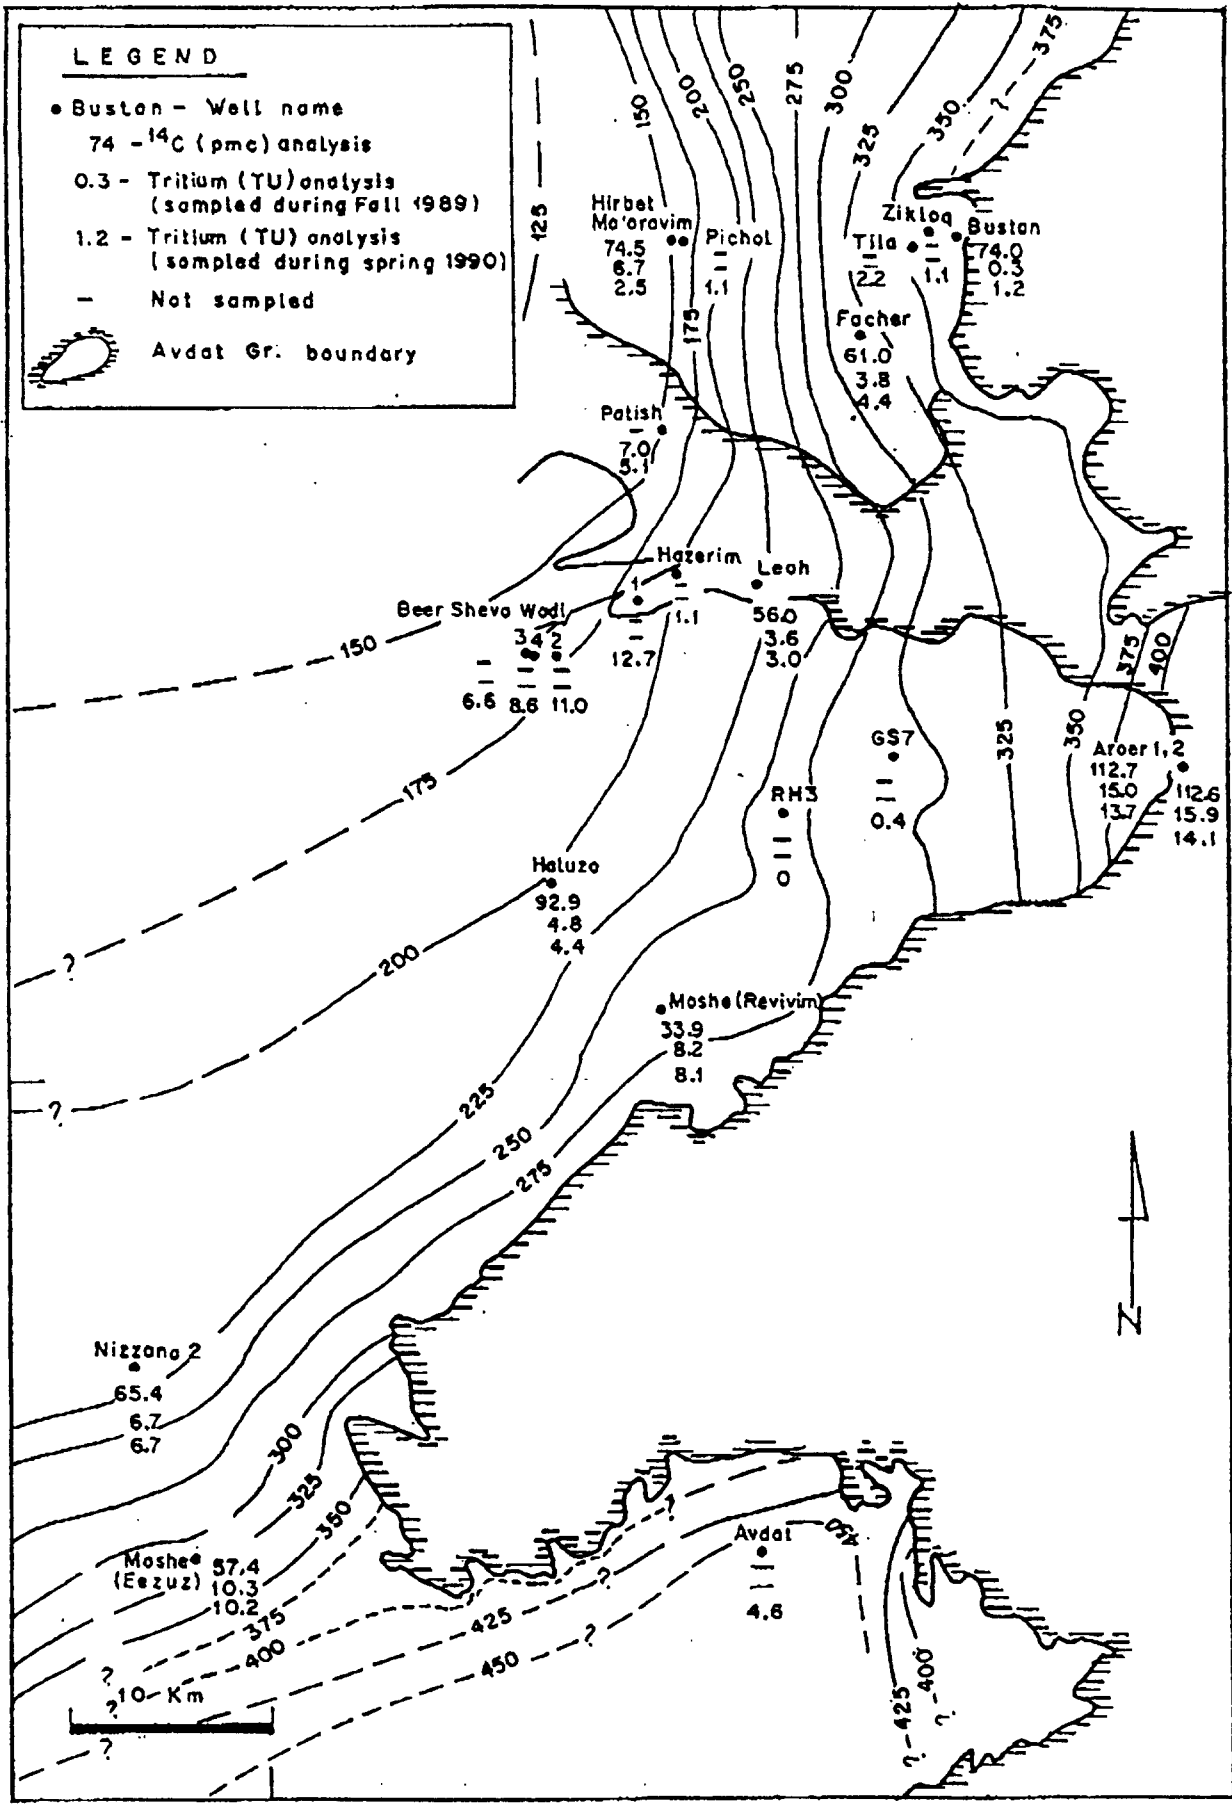 LEGEND
Bustan - Well name
74 - 14C (pmc) analysis
0.3 - Tritium (TU) analysis
(sampled during Fall 1989)
1.2 - Tritium (TU) analysis
(sampled during spring 1990)
- Not sampled
Avdat Gr. boundary
125
150
200
250
275
300
325
350
?
375
Hirbet
Ma'aravim
74.5
6.7
2.5
Pichol
-
-
1.1
175
Ziklag
-
-
1.1
Tila
-
-
2.2
Bustan
74.0
0.3
1.2
Facher
61.0
3.8
4.4
Patish
-
7.0
5.1
Hazerim
-
-
1.1
Leah
56.0
3.6
3.0
Beer Sheva Wadi
1
-
-
12.7
3 4 2
- - -
- - -
6.6 8.6 11.0
150
175
?
200
?
375
400
325
350
Aroer 1,2
112.7
15.0
13.7
112.6
15.9
14.1
GS7
-
-
0.4
RH3
-
-
0
Haluza
92.9
4.8
4.4
Moshe (Revivim)
33.9
8.2
8.1
225
250
275
N
Nizzana 2
65.4
6.7
6.7
300
325
350
Moshe
(Eezuz)
57.4
10.3
10.2
375
400
425
450
?
?
?
?
?
?
Avdat
-
-
4.6
450
?-425
400
?
10 Km